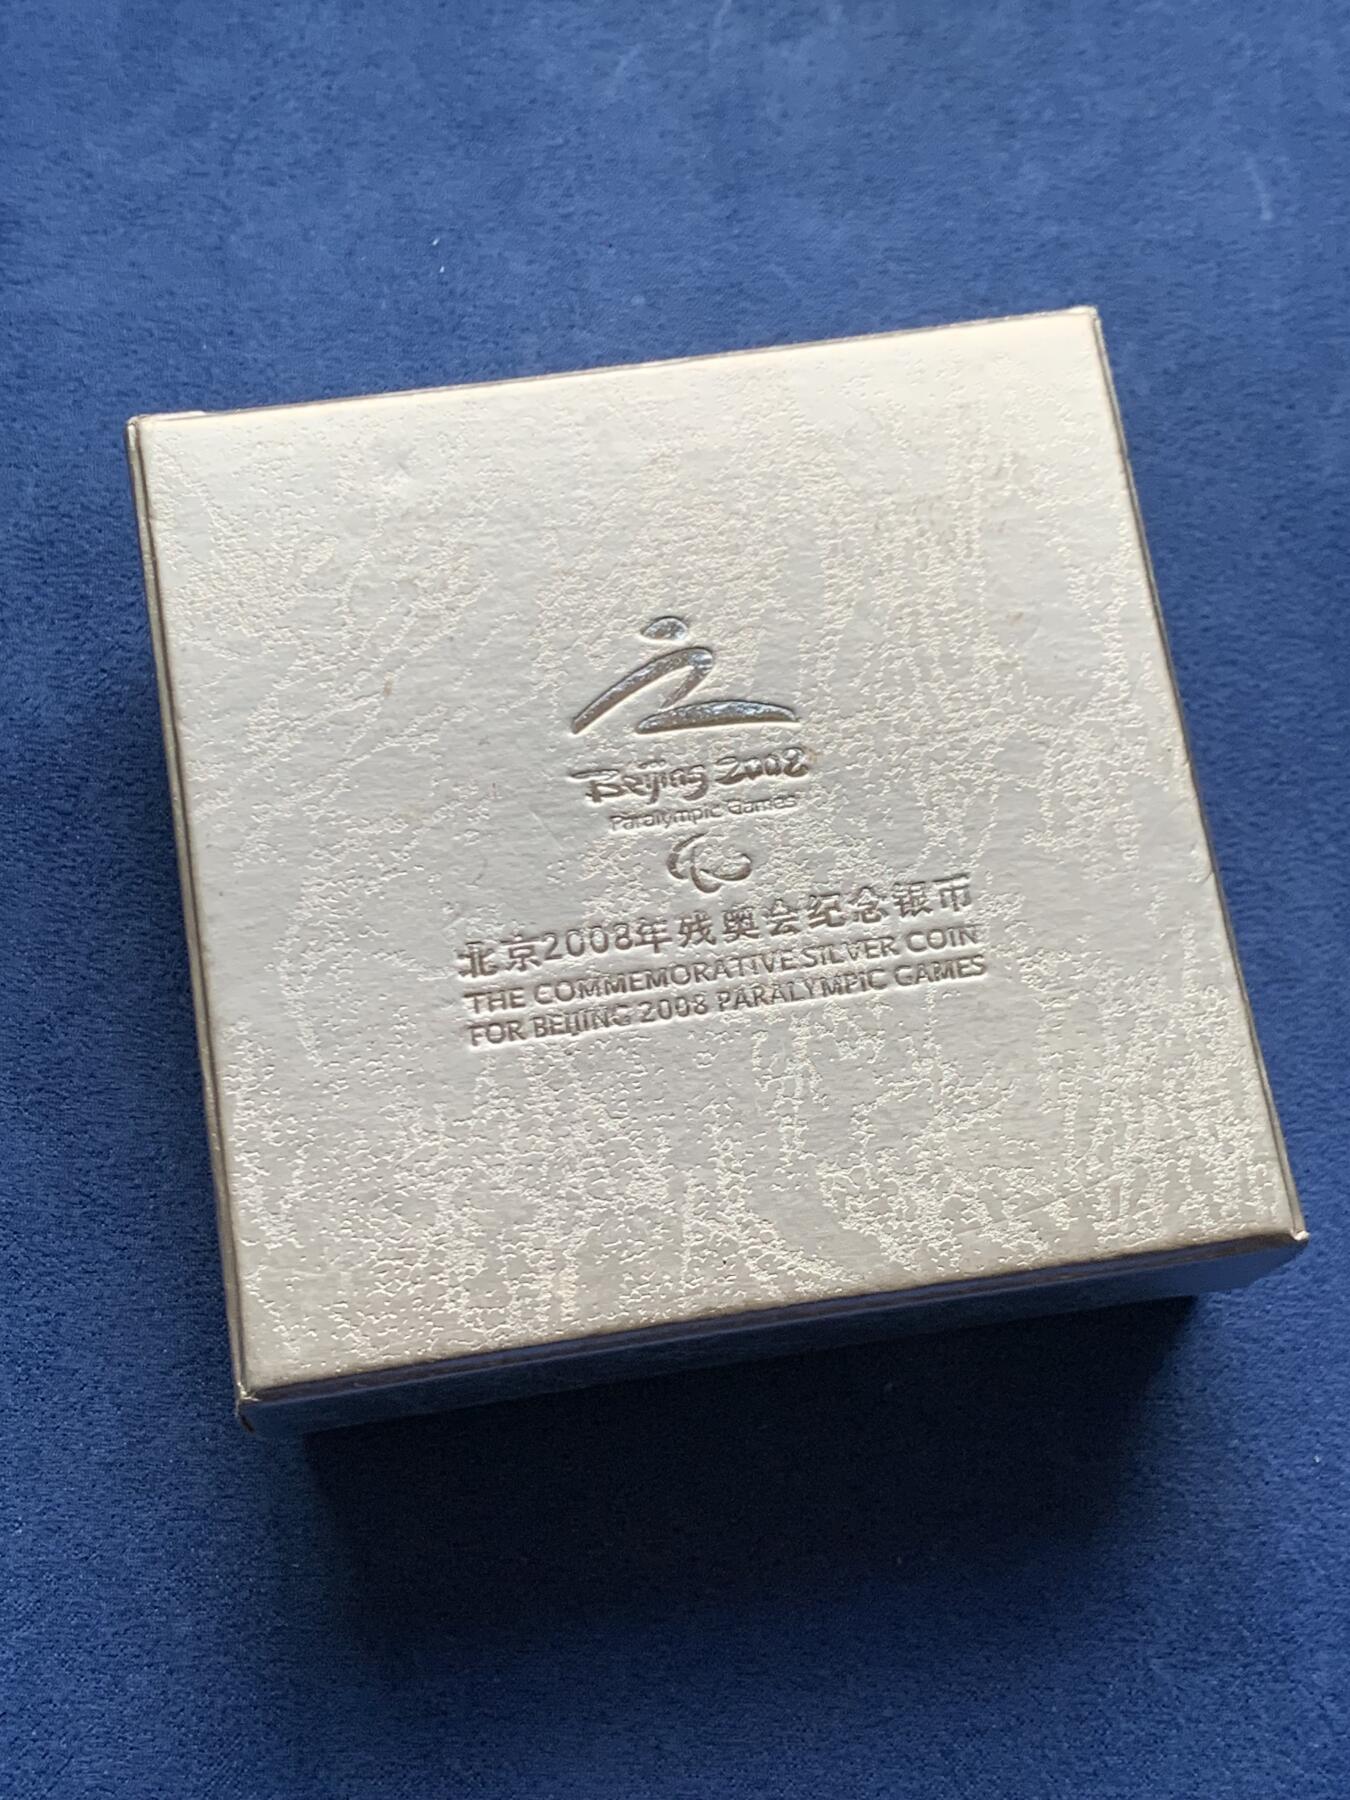 Beijing 2008
Paralympic Games
北京2008年残奥会纪念银币
THE COMMEMORATIVE SILVER COIN
FOR BEIJING 2008 PARALYMPIC GAMES